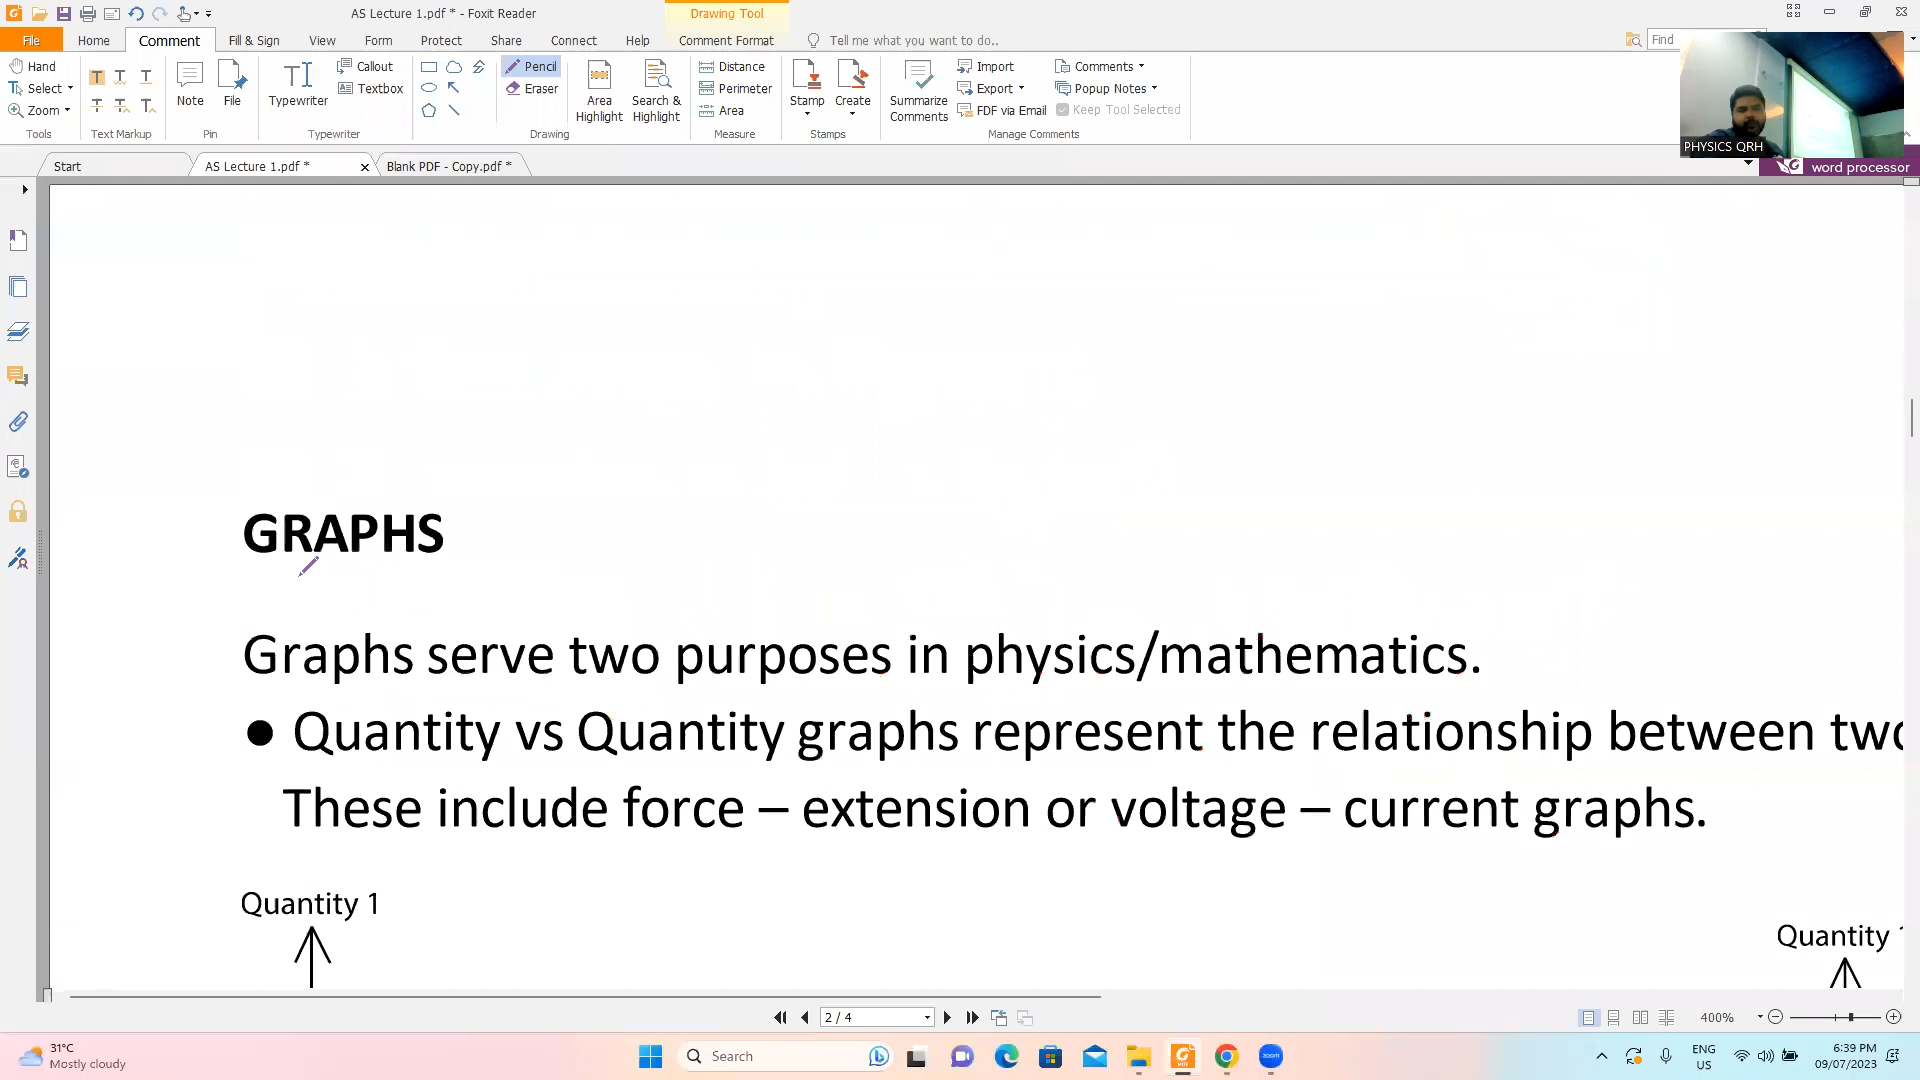 AS Lecture 1.pdf * - Foxit Reader
Drawing Tool
File
Home
Comment
Fill & Sign
View
Form
Protect
Share
Connect
Help
Comment Format
Tell me what you want to do..
Find
Hand
Select
Zoom
Tools
Text Markup
Note
File
Pin
Typewriter
Callout
Textbox
Typewriter
Pencil
Eraser
Area
Highlight
Search &
Highlight
Drawing
Distance
Perimeter
Area
Measure
Stamp
Create
Stamps
Summarize
Comments
Import
Export
FDF via Email
Comments
Popup Notes
Keep Tool Selected
Manage Comments
PHYSICS QRH
word processor
Start
AS Lecture 1.pdf *
Blank PDF - Copy.pdf *
GRAPHS
Graphs serve two purposes in physics/mathematics.
● Quantity vs Quantity graphs represent the relationship between two
These include force – extension or voltage – current graphs.
Quantity 1
Quantity
2 / 4
400%
31°C
Mostly cloudy
Search
zoom
ENG
US
6:39 PM
09/07/2023